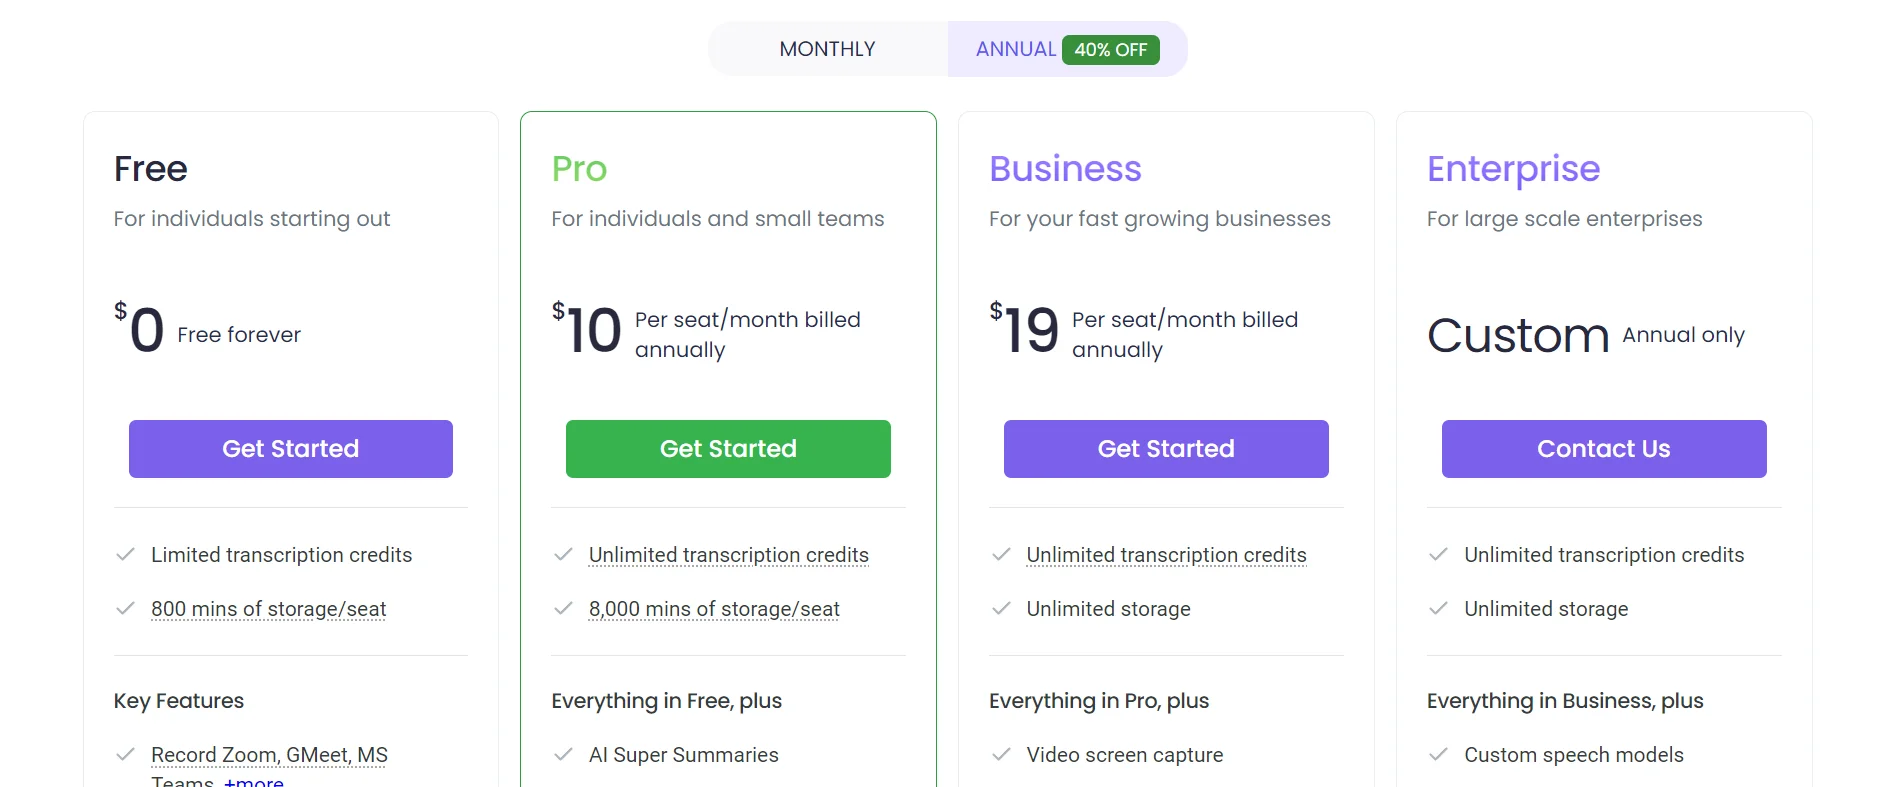 MONTHLY
ANNUAL 40% OFF
Free
For individuals starting out
$0 Free forever
Get Started
Limited transcription credits
800 mins of storage/seat
Key Features
Record Zoom, GMeet, MS
Teams, +more
Pro
For individuals and small teams
$10 Per seat/month billed
annually
Get Started
Unlimited transcription credits
8,000 mins of storage/seat
Everything in Free, plus
AI Super Summaries
Business
For your fast growing businesses
$19 Per seat/month billed
annually
Get Started
Unlimited transcription credits
Unlimited storage
Everything in Pro, plus
Video screen capture
Enterprise
For large scale enterprises
Custom Annual only
Contact Us
Unlimited transcription credits
Unlimited storage
Everything in Business, plus
Custom speech models